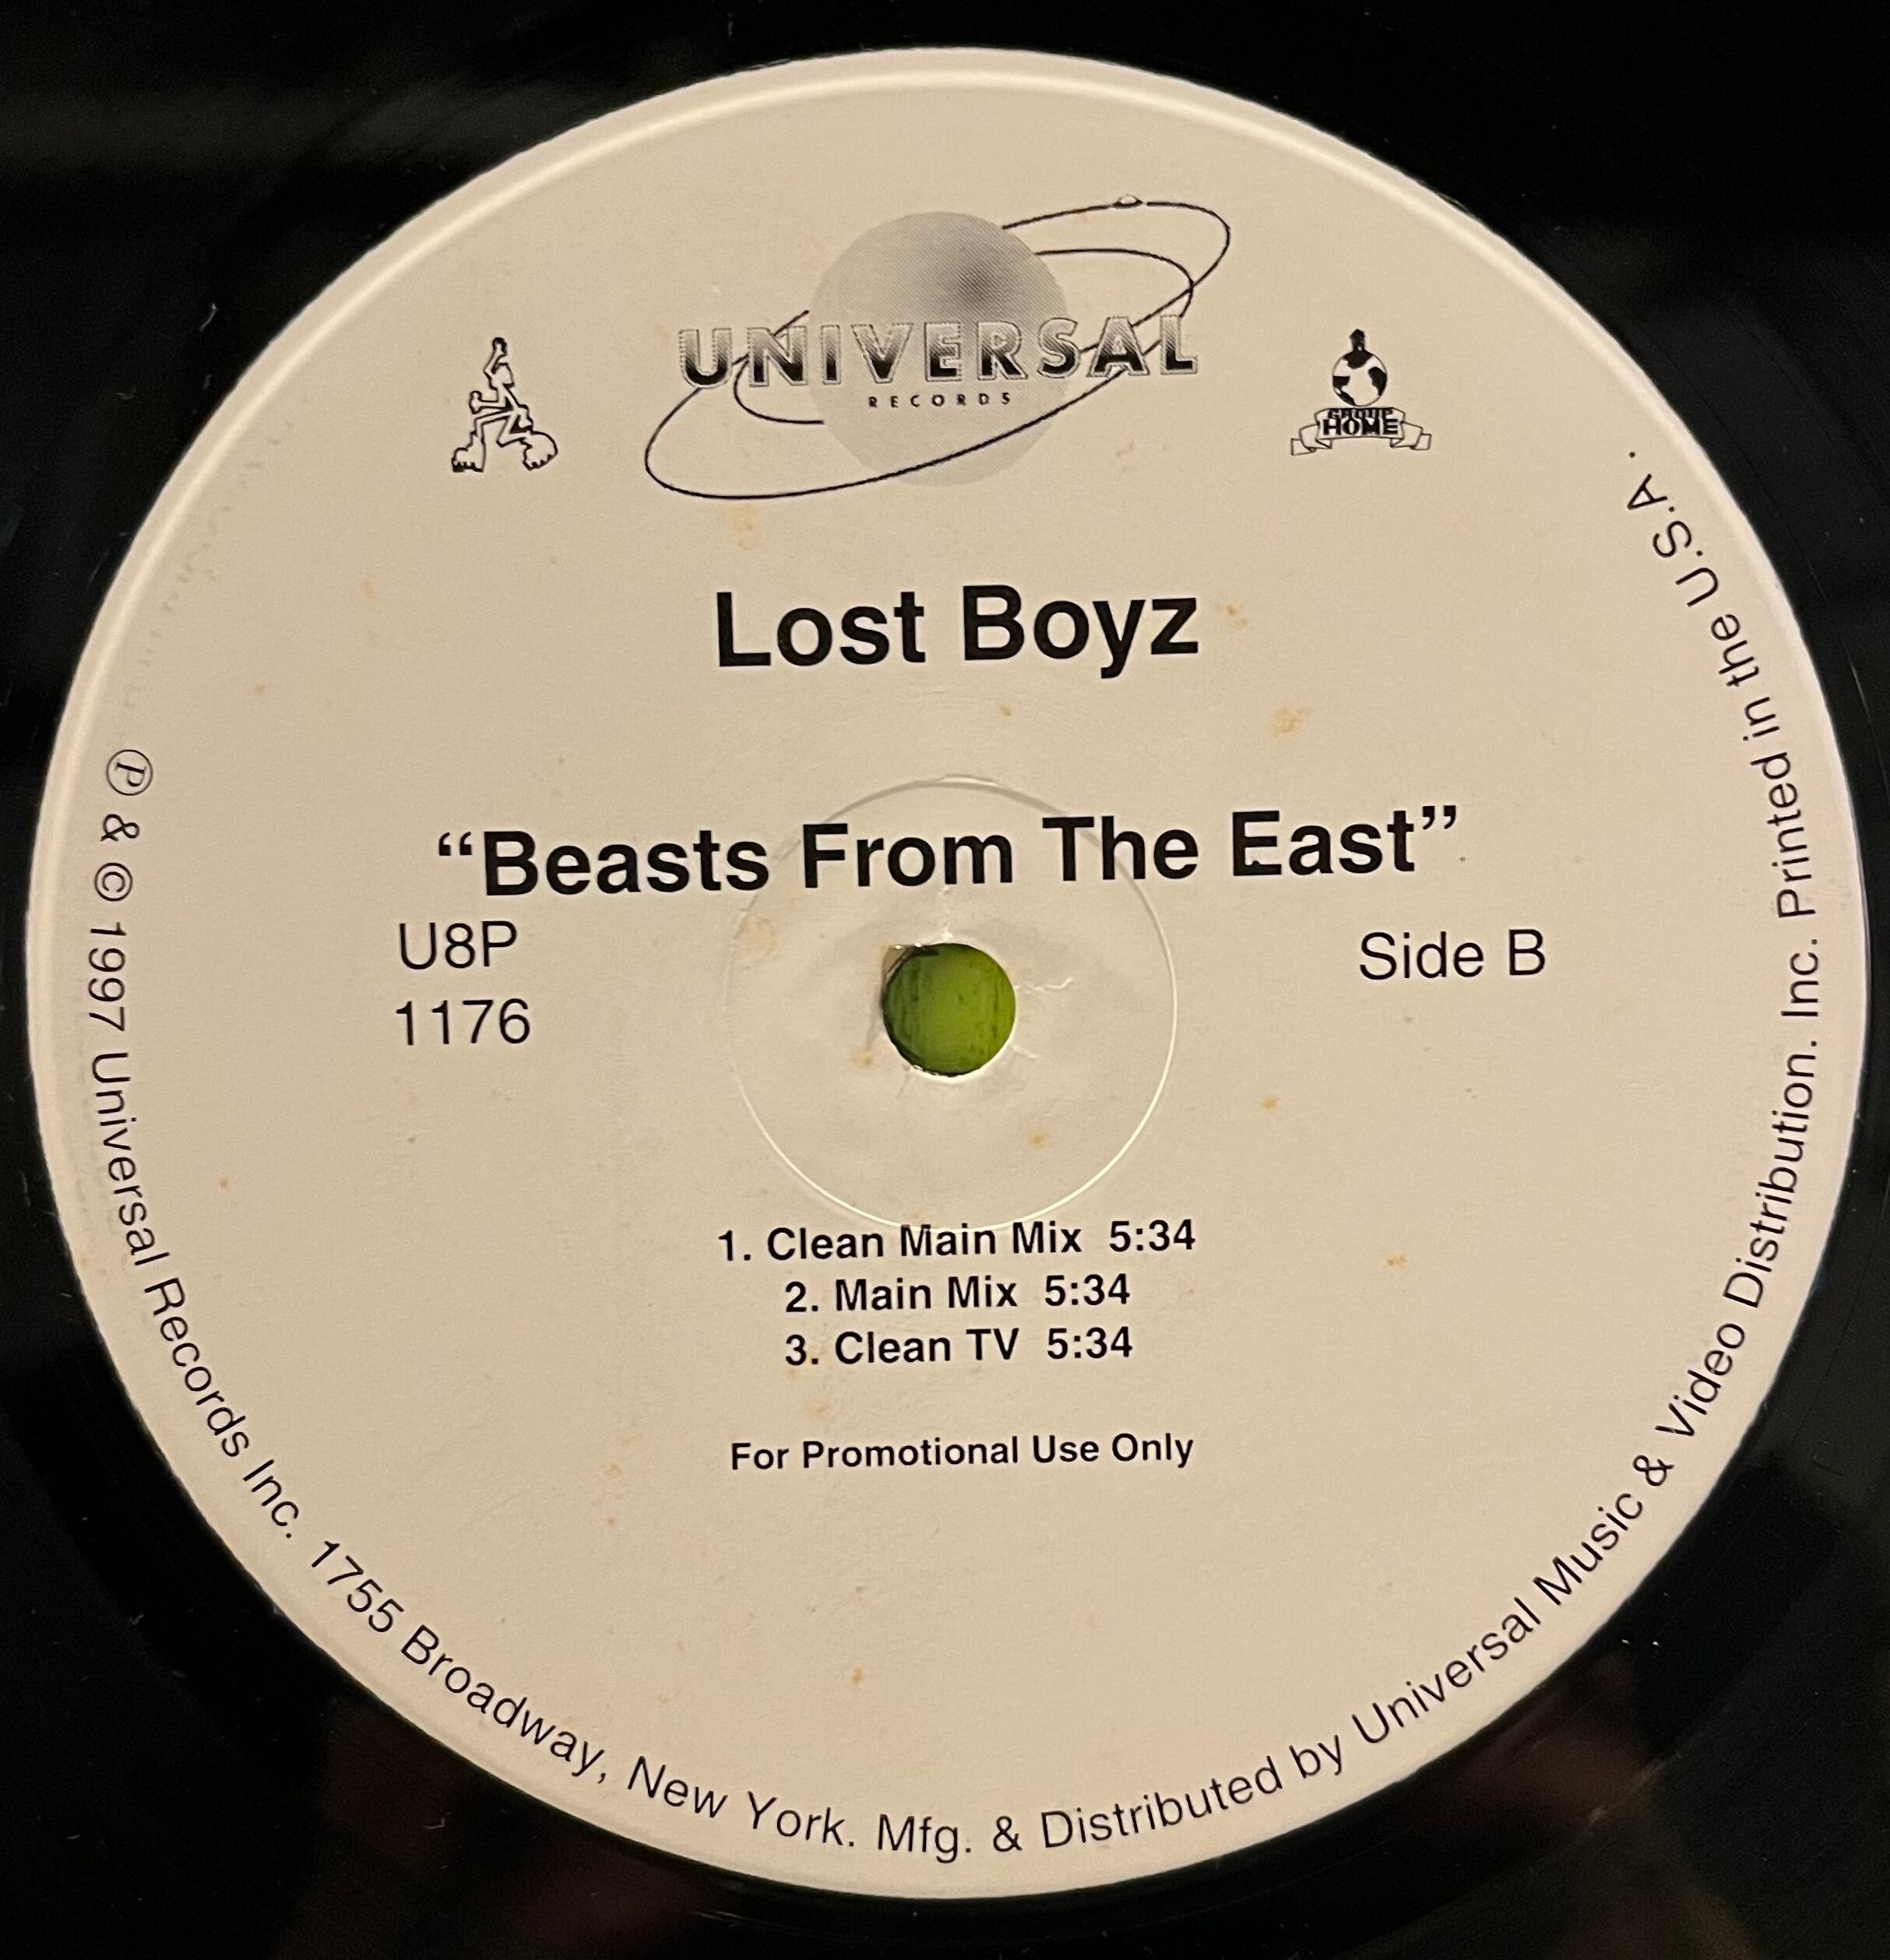 UNIVERSAL
RECORDS
GROUP
HOME
Lost Boyz
“Beasts From The East”
U8P
1176
Side B
1. Clean Main Mix 5:34
2. Main Mix 5:34
3. Clean TV 5:34
For Promotional Use Only
Ⓟ & © 1997 Universal Records Inc. 1755 Broadway, New York. Mfg. & Distributed by Universal Music & Video Distribution. Inc. Printed in the U.S.A.